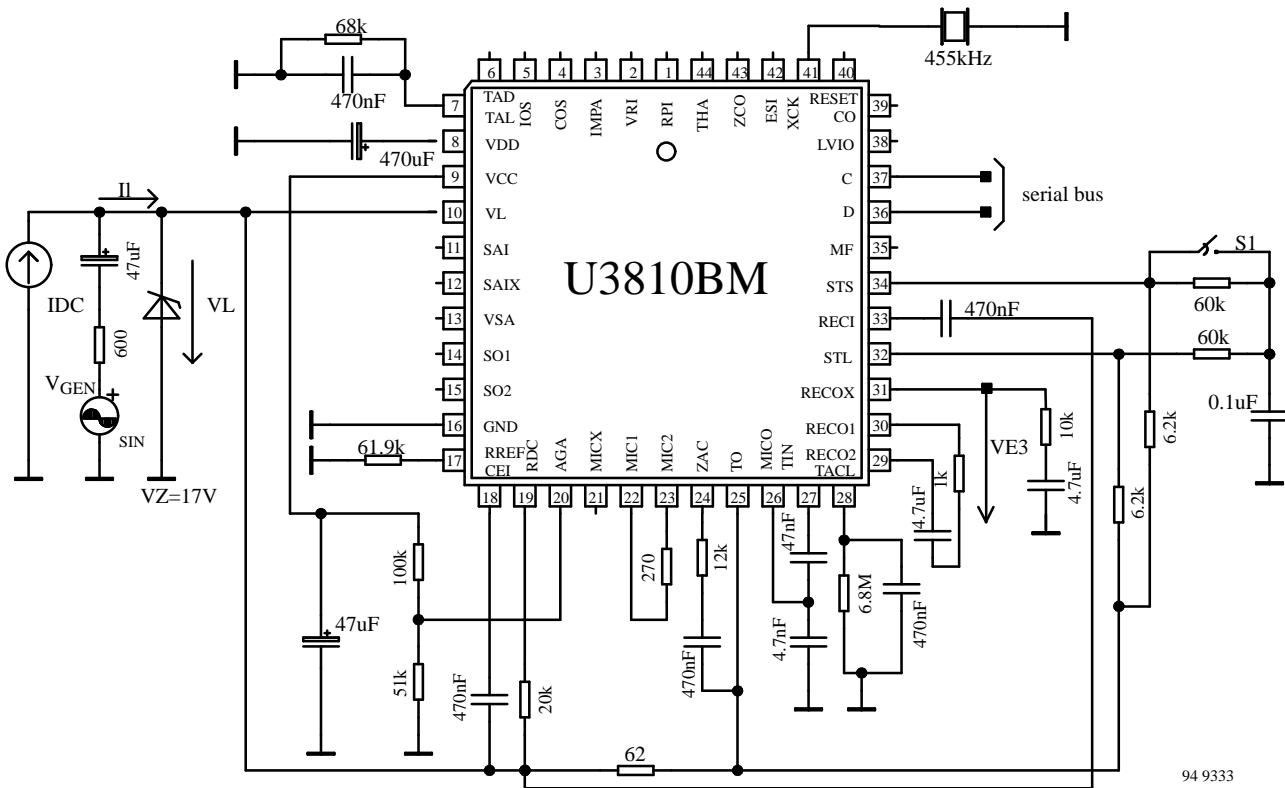 68k
470nF
455kHz
6
5
4
3
2
1
44
43
42
41
40
TAD
TAL
IOS
COS
IMPA
VRI
RPI
THA
ZCO
ESI
XCK
RESET
CO
7
39
8
VDD
LVIO
38
470uF
9
VCC
C
37
serial bus
Il
10
VL
D
36
11
SAI
MF
35
S1
47uF
12
SAIX
U3810BM
STS
34
IDC
VL
60k
13
VSA
RECI
33
470nF
600
60k
14
SO1
STL
32
VGEN
15
SO2
RECOX
31
0.1uF
SIN
16
GND
RECO1
30
VE3
10k
6.2k
61.9k
17
RREF
CEI
RDC
AGA
MICX
MIC1
MIC2
ZAC
TO
MICO
TIN
RECO2
TACL
29
1k
4.7uF
6.2k
VZ=17V
18
19
20
21
22
23
24
25
26
27
28
4.7uF
47nF
100k
270
12k
6.8M
470nF
47uF
4.7nF
51k
470nF
20k
470nF
62
94 9333